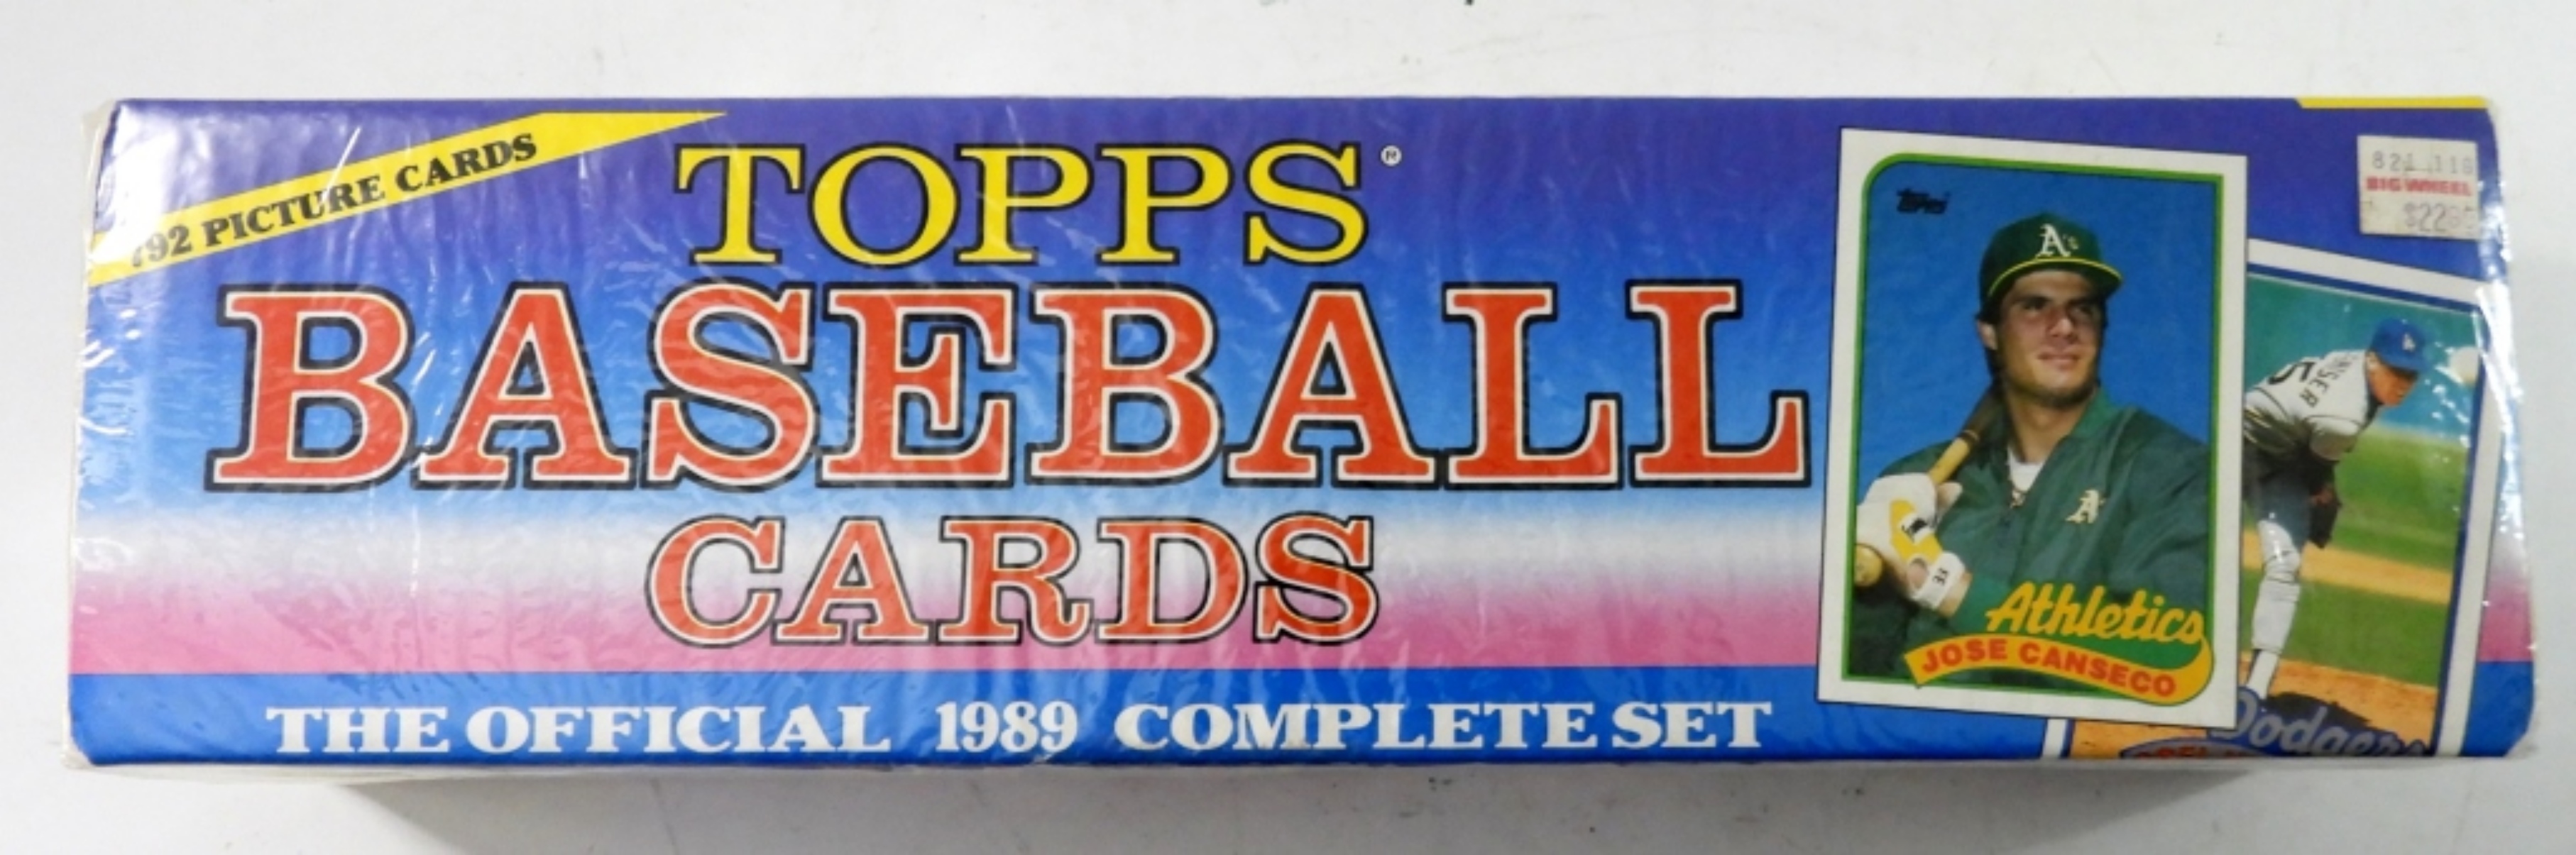 792 PICTURE CARDS
TOPPS®
BASEBALL
CARDS
THE OFFICIAL 1989 COMPLETE SET
Topps
A's
A's
Athletics
JOSE CANSECO
BIG WHEEL
Dodgers